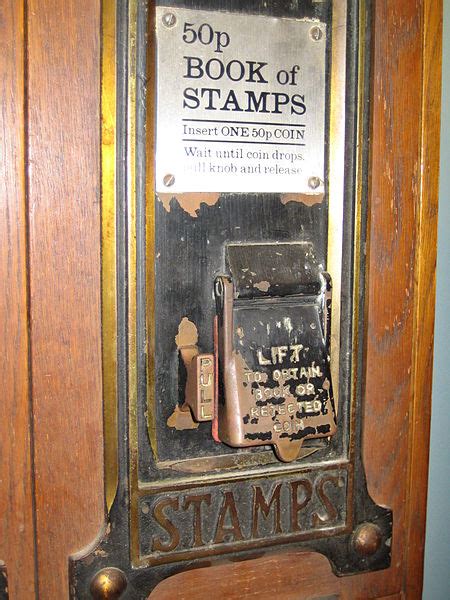 50p
BOOK of
STAMPS
Insert ONE 50p COIN
Wait until coin drops,
pull knob and release
PULL
LIFT
TO OBTAIN
BOOK OR
REJECTED
COIN
STAMPS